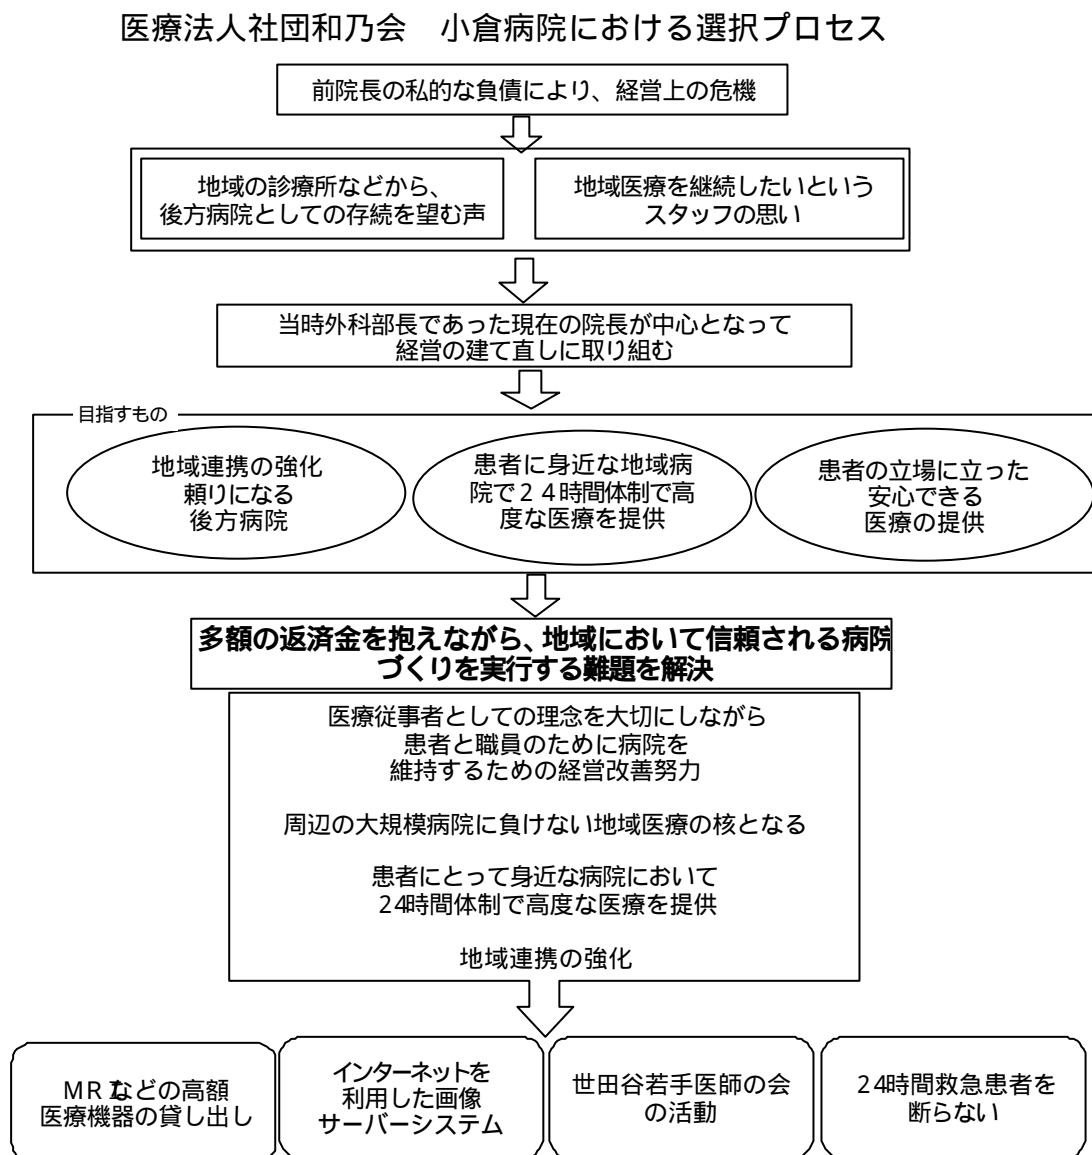 医療法人社団和乃会　小倉病院における選択プロセス
前院長の私的な負債により、経営上の危機
地域の診療所などから、
後方病院としての存続を望む声
地域医療を継続したいという
スタッフの思い
当時外科部長であった現在の院長が中心となって
経営の建て直しに取り組む
目指すもの
地域連携の強化
頼りになる
後方病院
患者に身近な地域病
院で２４時間体制で高
度な医療を提供
患者の立場に立った
安心できる
医療の提供
多額の返済金を抱えながら、地域において信頼される病院
づくりを実行する難題を解決
医療従事者としての理念を大切にしながら
患者と職員のために病院を
維持するための経営改善努力
周辺の大規模病院に負けない地域医療の核となる
患者にとって身近な病院において
24時間体制で高度な医療を提供
地域連携の強化
MRIなどの高額
医療機器の貸し出し
インターネットを
利用した画像
サーバーシステム
世田谷若手医師の会
の活動
24時間救急患者を
断らない